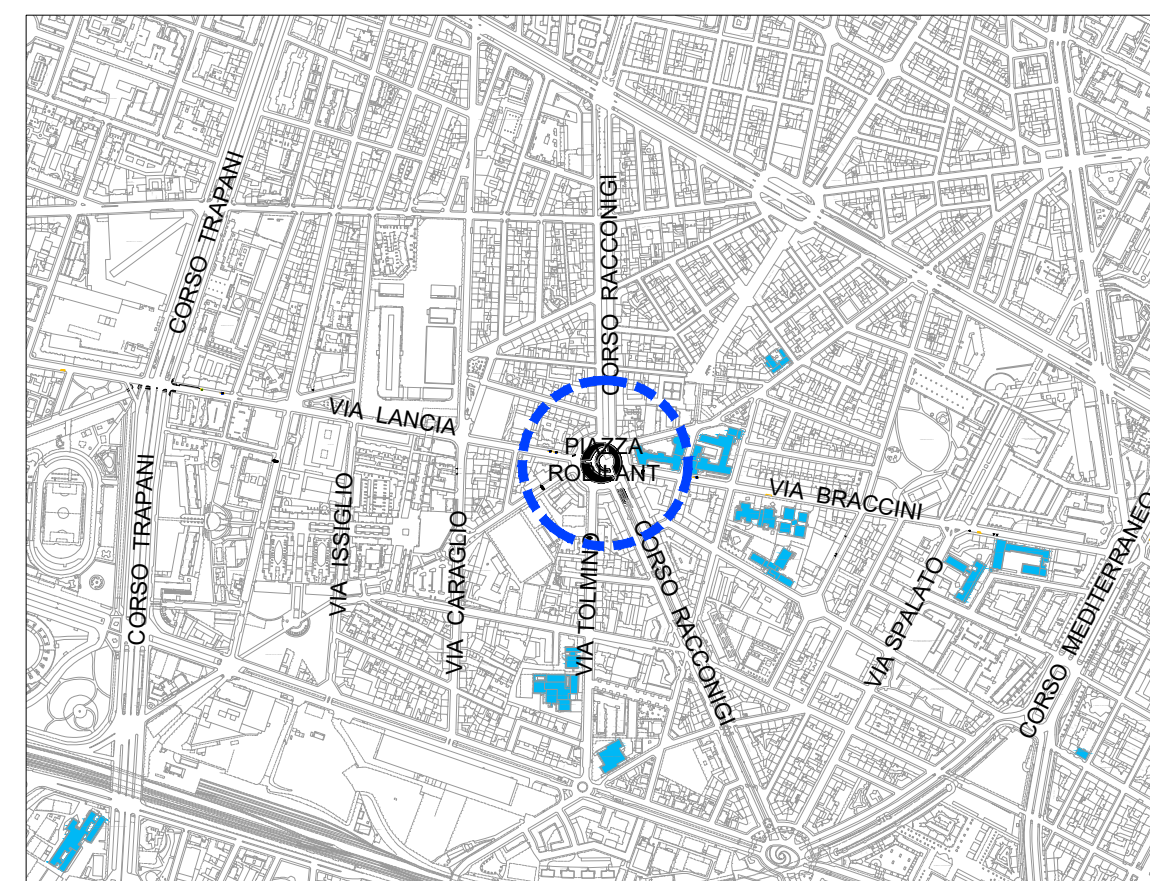 CORSO TRAPANI
CORSO RACCONIGI
VIA LANCIA
PIAZZA
ROBILANT
VIA BRACCINI
CORSO TRAPANI
VIA ISSIGLIO
VIA CARAGLIO
VIA TOLMINO
CORSO RACCONIGI
VIA SPALATO
CORSO MEDITERRANEO